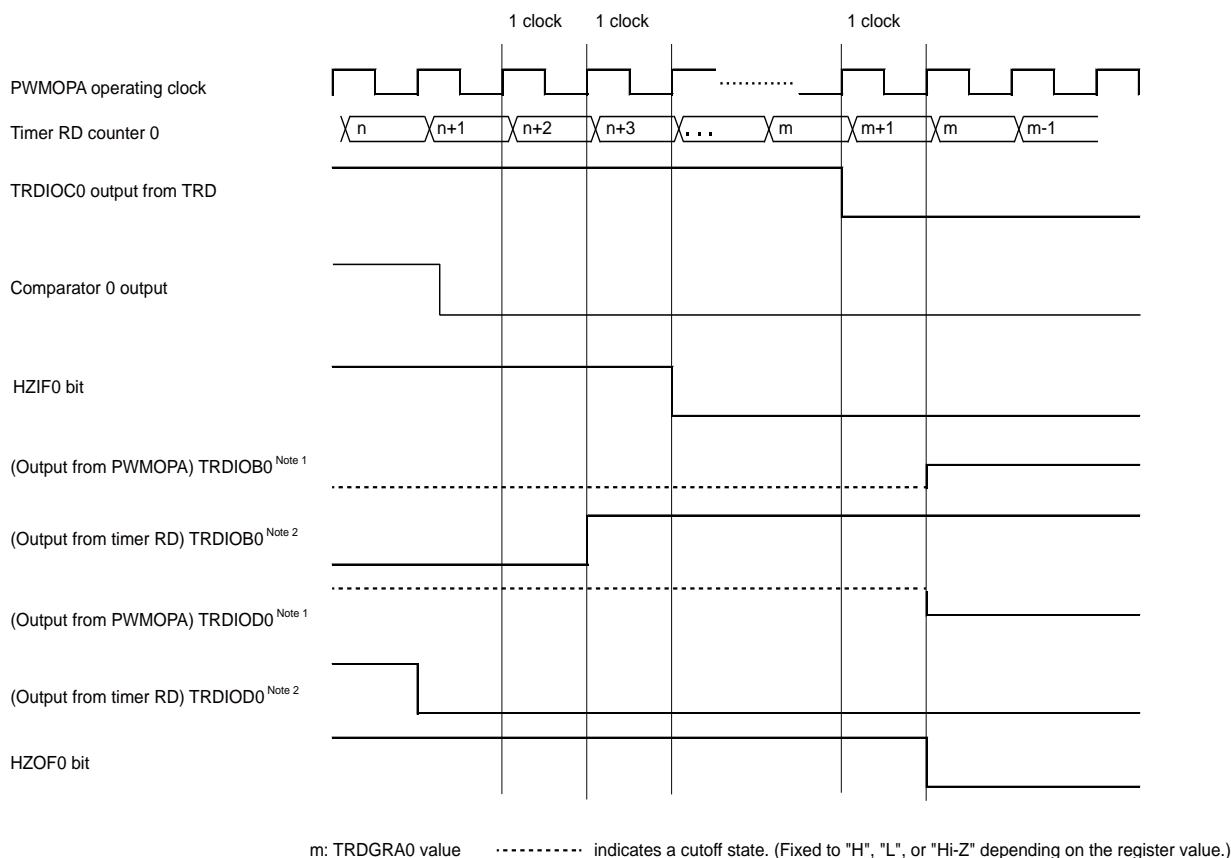 1 clock 1 clock 1 clock
PWMOPA operating clock
Timer RD counter 0 n n+1 n+2 n+3 ... m m+1 m m-1
TRDIOC0 output from TRD
Comparator 0 output
HZIF0 bit
(Output from PWMOPA) TRDIOB0 Note 1
(Output from timer RD) TRDIOB0 Note 2
(Output from PWMOPA) TRDIOD0 Note 1
(Output from timer RD) TRDIOD0 Note 2
HZOF0 bit
m: TRDGRA0 value indicates a cutoff state. (Fixed to "H", "L", or "Hi-Z" depending on the register value.)